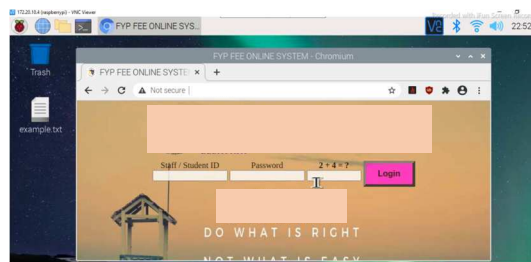 172.20.10.4 (raspberrypi) - VNC Viewer
FYP FEE ONLINE SYS...
22:52
FYP FEE ONLINE SYSTEM - Chromium
FYP FEE ONLINE SYSTE
Not secure
Trash
example.txt
Staff / Student ID
Password
2 + 4 = ?
Login
DO WHAT IS RIGHT
NOT WHAT IS EASY